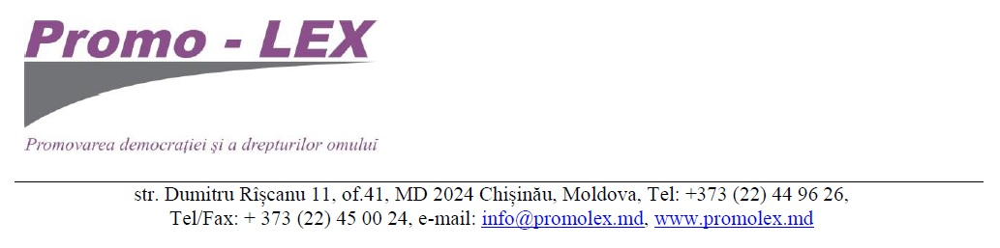 Promo - LEX
Promovarea democrației și a drepturilor omului
str. Dumitru Rîșcanu 11, of.41, MD 2024 Chișinău, Moldova, Tel: +373 (22) 44 96 26,
Tel/Fax: + 373 (22) 45 00 24, e-mail: info@promolex.md, www.promolex.md